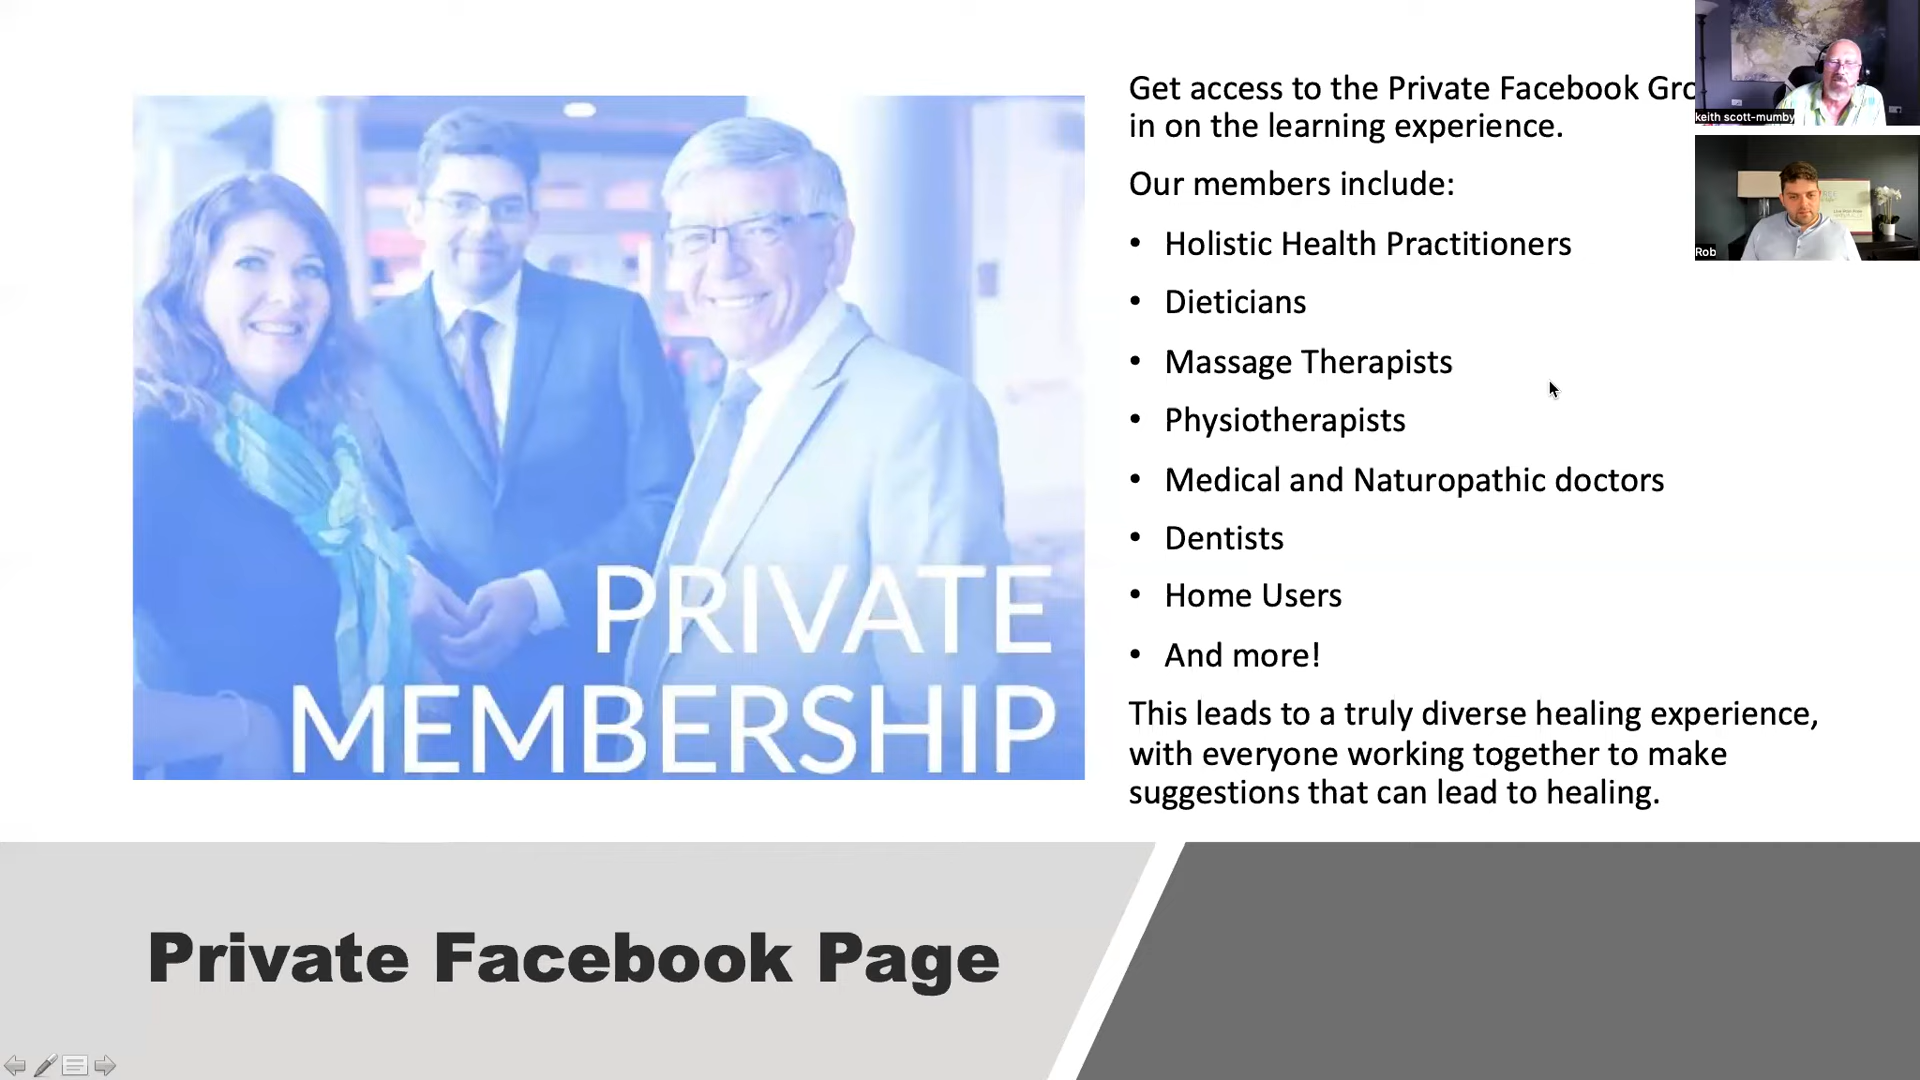 Get access to the Private Facebook Gro
in on the learning experience.
Our members include:
• Holistic Health Practitioners
• Dieticians
• Massage Therapists
• Physiotherapists
• Medical and Naturopathic doctors
• Dentists
• Home Users
• And more!
This leads to a truly diverse healing experience,
with everyone working together to make
suggestions that can lead to healing.
PRIVATE
MEMBERSHIP
Private Facebook Page
keith scott-mumby
Rob